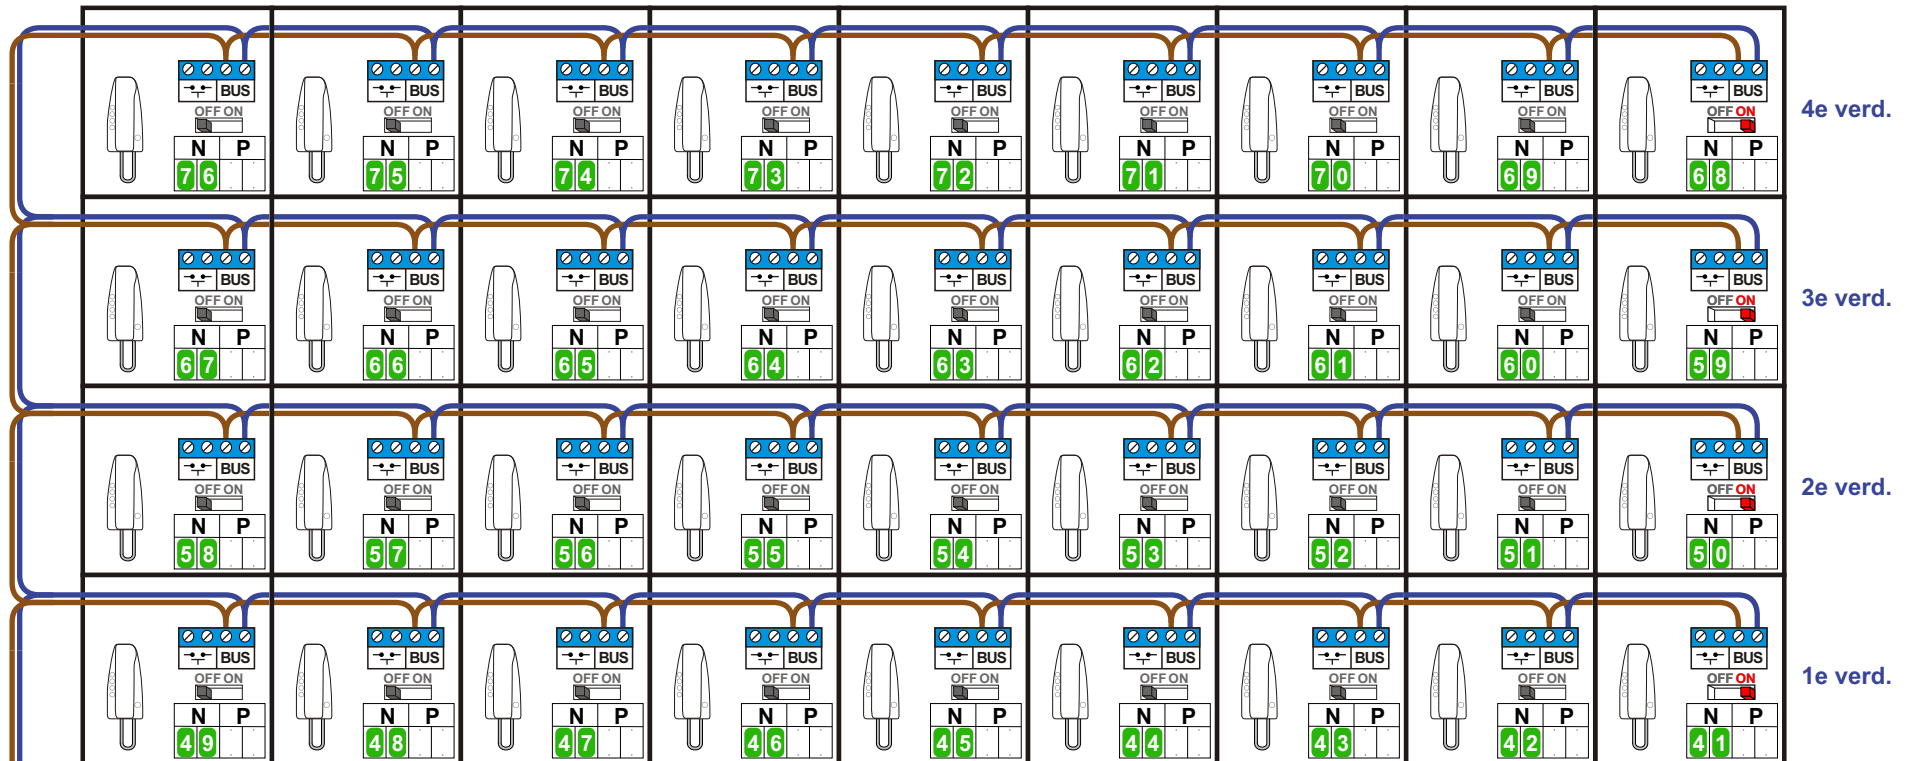 BUS BUS BUS BUS BUS BUS BUS BUS BUS
OFF ON OFF ON OFF ON OFF ON OFF ON OFF ON OFF ON OFF ON OFF ON 4e verd.
N P N P N P N P N P N P N P N P N P
76 75 74 73 72 71 70 69 68
BUS BUS BUS BUS BUS BUS BUS BUS BUS
OFF ON OFF ON OFF ON OFF ON OFF ON OFF ON OFF ON OFF ON OFF ON 3e verd.
N P N P N P N P N P N P N P N P N P
67 66 65 64 63 62 61 60 59
BUS BUS BUS BUS BUS BUS BUS BUS BUS
OFF ON OFF ON OFF ON OFF ON OFF ON OFF ON OFF ON OFF ON OFF ON 2e verd.
N P N P N P N P N P N P N P N P N P
58 57 56 55 54 53 52 51 50
BUS BUS BUS BUS BUS BUS BUS BUS BUS
OFF ON OFF ON OFF ON OFF ON OFF ON OFF ON OFF ON OFF ON OFF ON 1e verd.
N P N P N P N P N P N P N P N P N P
49 48 47 46 45 44 43 42 41